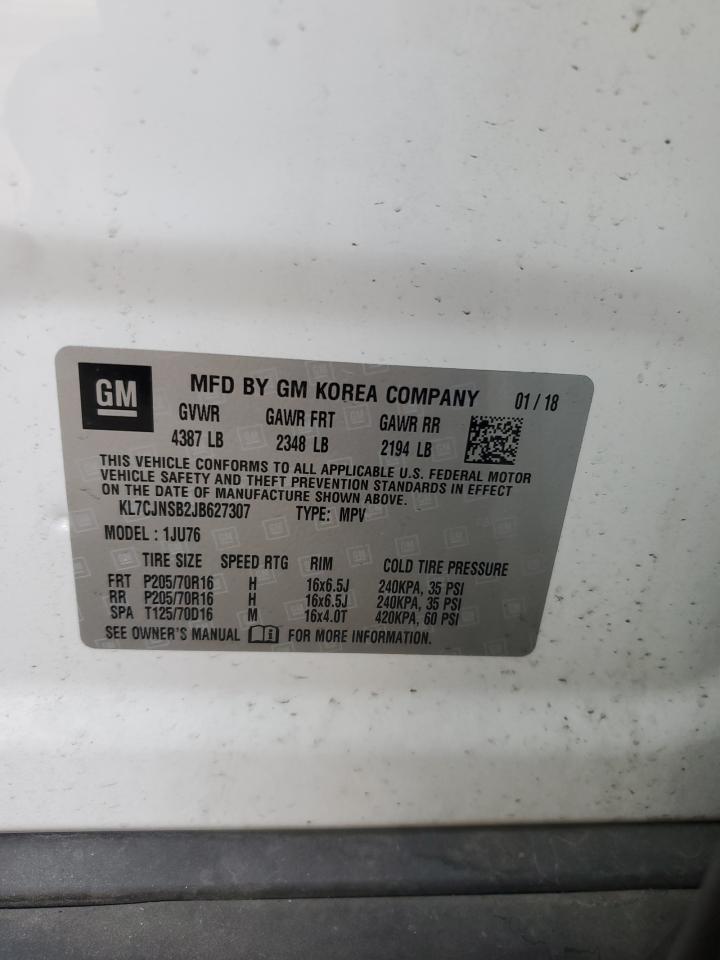 GM MFD BY GM KOREA COMPANY 01 / 18
GVWR GAWR FRT GAWR RR
4387 LB 2348 LB 2194 LB
THIS VEHICLE CONFORMS TO ALL APPLICABLE U.S. FEDERAL MOTOR
VEHICLE SAFETY AND THEFT PREVENTION STANDARDS IN EFFECT
ON THE DATE OF MANUFACTURE SHOWN ABOVE.
KL7CJNSB2JB627307 TYPE: MPV
MODEL : 1JU76
TIRE SIZE SPEED RTG RIM COLD TIRE PRESSURE
FRT P205/70R16 H 16x6.5J 240KPA, 35 PSI
RR P205/70R16 H 16x6.5J 240KPA, 35 PSI
SPA T125/70D16 M 16x4.0T 420KPA, 60 PSI
SEE OWNER'S MANUAL FOR MORE INFORMATION.